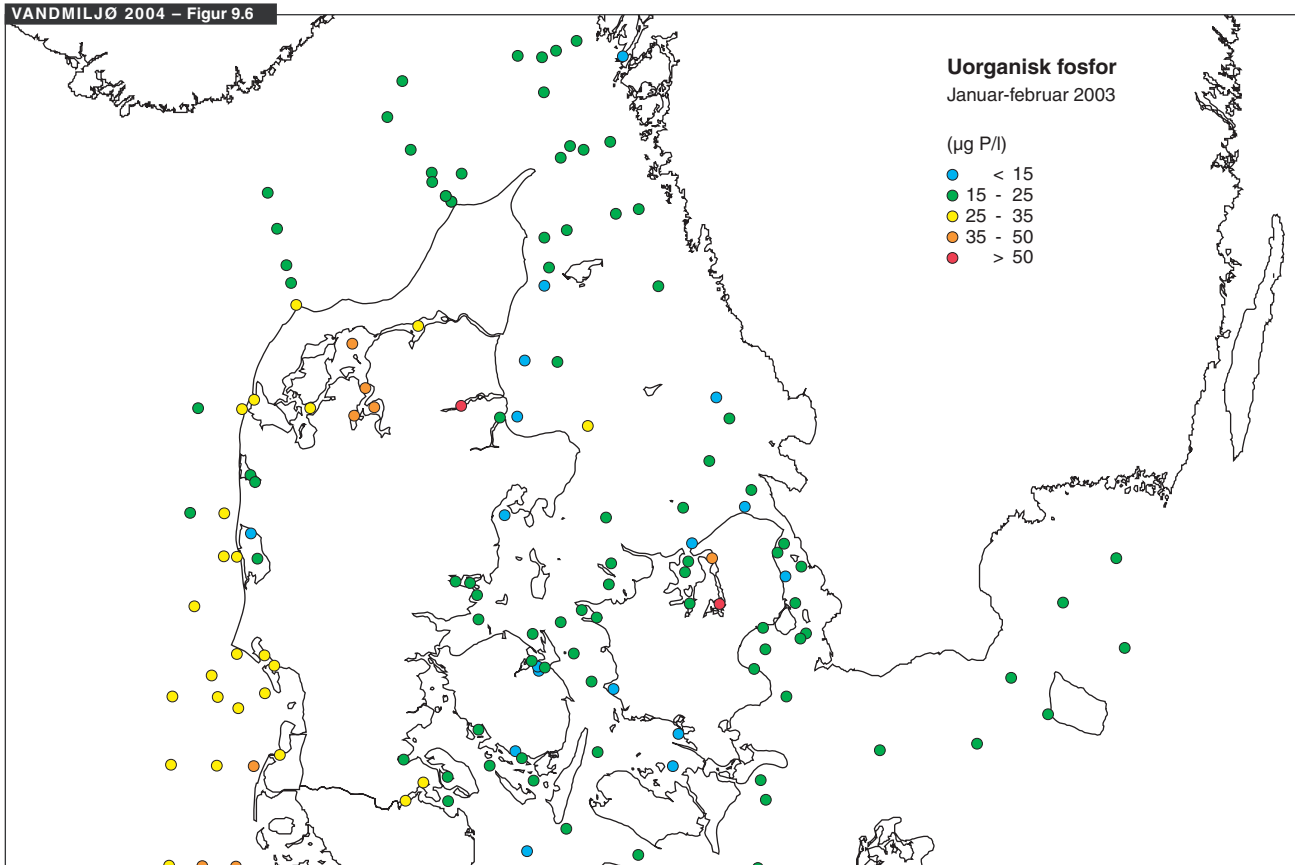 VANDMILJØ 2004 – Figur 9.6
Uorganisk fosfor
Januar-februar 2003
(µg P/l)
< 15
15 - 25
25 - 35
35 - 50
> 50